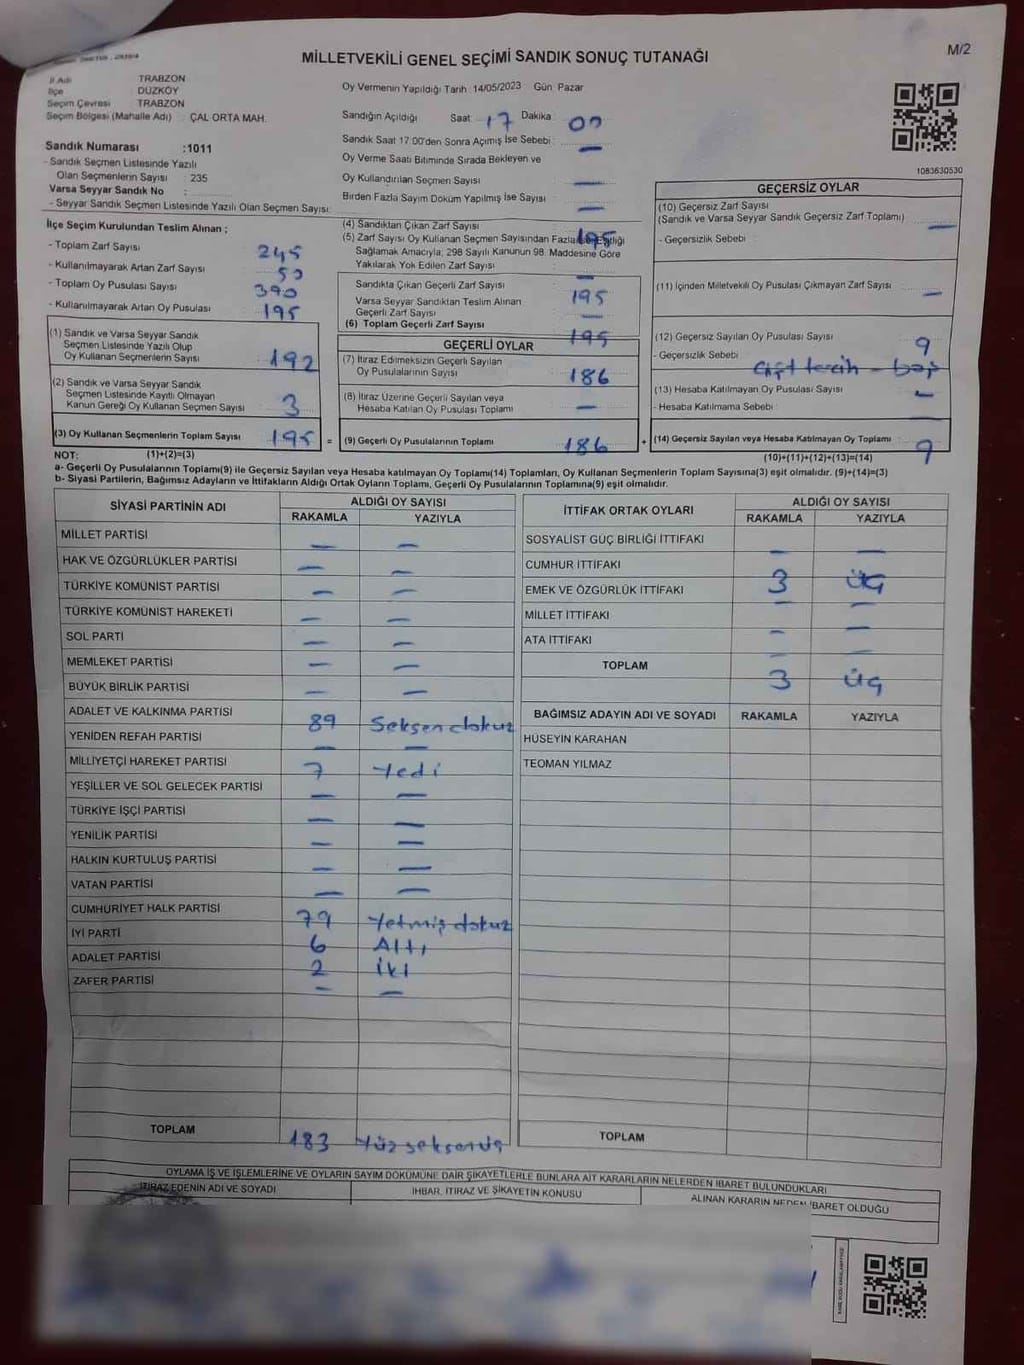 MİLLETVEKİLİ GENEL SEÇİMİ SANDIK SONUÇ TUTANAĞI
M/2
İl Adı TRABZON
İlçe DÜZKÖY
Seçim Çevresi TRABZON
Seçim Bölgesi (Mahalle Adı) ÇAL ORTA MAH.
Sandık Numarası :1011
- Sandık Seçmen Listesinde Yazılı
Olan Seçmenlerin Sayısı : 235
Varsa Seyyar Sandık No :
- Seyyar Sandık Seçmen Listesinde Yazılı Olan Seçmen Sayısı:
Oy Vermenin Yapıldığı Tarih :14/05/2023 Gün :Pazar
Sandığın Açıldığı Saat : 17 Dakika : 00
Sandık Saat 17:00'den Sonra Açımış İse Sebebi : —
Oy Verme Saati Bitiminde Sırada Bekleyen ve
Oy Kullandırılan Seçmen Sayısı : —
Birden Fazla Sayım Döküm Yapılmış İse Sayısı : —
1083630530
İlçe Seçim Kurulundan Teslim Alınan ;
- Toplam Zarf Sayısı : 245
- Kullanılmayarak Artan Zarf Sayısı : 50
- Toplam Oy Pusulası Sayısı : 390
- Kullanılmayarak Artan Oy Pusulası : 195
(1) Sandık ve Varsa Seyyar Sandık
Seçmen Listesinde Yazılı Olup
Oy Kullanan Seçmenlerin Sayısı : 192
(2) Sandık ve Varsa Seyyar Sandık
Seçmen Listesinde Kayıtlı Olmayan
Kanun Gereği Oy Kullanan Seçmen Sayısı : 3
(3) Oy Kullanan Seçmenlerin Toplam Sayısı : 195 =
(4) Sandıktan Çıkan Zarf Sayısı : 195
(5) Zarf Sayısı Oy Kullanan Seçmen Sayısından
Sağlamak Amacıyla, 298 Sayılı Kanunun 98. Maddesine Göre
Yakılarak Yok Edilen Zarf Sayısı : —
Sandıkta Çıkan Geçerli Zarf Sayısı : 195
Varsa Seyyar Sandıktan Teslim Alınan
Geçerli Zarf Sayısı : —
(6) Toplam Geçerli Zarf Sayısı : 195
GEÇERLİ OYLAR
(7) İtiraz Edilmeksizin Geçerli Sayılan
Oy Pusulalarının Sayısı : 186
(8) İtiraz Üzerine Geçerli Sayılan veya
Hesaba Katılan Oy Pusulası Toplamı : —
(9) Geçerli Oy Pusulalarının Toplamı : 186 +
GEÇERSİZ OYLAR
(10) Geçersiz Zarf Sayısı
(Sandık ve Varsa Seyyar Sandık Geçersiz Zarf Toplamı) —
- Geçersizlik Sebebi :
(11) İçinden Milletvekili Oy Pusulası Çıkmayan Zarf Sayısı : —
(12) Geçersiz Sayılan Oy Pusulası Sayısı : 9
- Geçersizlik Sebebi : Çift tercih - boş
(13) Hesaba Katılmayan Oy Pusulası Sayısı : —
- Hesaba Katılmama Sebebi : —
(14) Geçersiz Sayılan veya Hesaba Katılmayan Oy Toplamı : 9
NOT: (1)+(2)=(3)
(10)+(11)+(12)+(13)=(14)
a- Geçerli Oy Pusulalarının Toplamı(9) ile Geçersiz Sayılan veya Hesaba katılmayan Oy Toplamı(14) Toplamları, Oy Kullanan Seçmenlerin Toplam Sayısına(3) eşit olmalıdır. (9)+(14)=(3)
b- Siyasi Partilerin, Bağımsız Adayların ve İttifakların Aldığı Ortak Oyların Toplamı, Geçerli Oy Pusulalarının Toplamına(9) eşit olmalıdır.
SİYASİ PARTİNİN ADI ALDIĞI OY SAYISI
RAKAMLA YAZIYLA
MİLLET PARTİSİ — —
HAK VE ÖZGÜRLÜKLER PARTİSİ — —
TÜRKİYE KOMÜNİST PARTİSİ — —
TÜRKİYE KOMÜNİST HAREKETİ — —
SOL PARTİ — —
MEMLEKET PARTİSİ — —
BÜYÜK BİRLİK PARTİSİ — —
ADALET VE KALKINMA PARTİSİ 89 Seksen dokuz
YENİDEN REFAH PARTİSİ — —
MİLLİYETÇİ HAREKET PARTİSİ 7 Yedi
YEŞİLLER VE SOL GELECEK PARTİSİ — —
TÜRKİYE İŞÇİ PARTİSİ — —
YENİLİK PARTİSİ — —
HALKIN KURTULUŞ PARTİSİ — —
VATAN PARTİSİ — —
CUMHURİYET HALK PARTİSİ 79 Yetmiş dokuz
İYİ PARTİ 6 Altı
ADALET PARTİSİ 2 İki
ZAFER PARTİSİ — —
TOPLAM 183 Yüz seksenüç
İTTİFAK ORTAK OYLARI ALDIĞI OY SAYISI
RAKAMLA YAZIYLA
SOSYALİST GÜÇ BİRLİĞİ İTTİFAKI — —
CUMHUR İTTİFAKI 3 üç
EMEK VE ÖZGÜRLÜK İTTİFAKI — —
MİLLET İTTİFAKI — —
ATA İTTİFAKI — —
TOPLAM 3 üç
BAĞIMSIZ ADAYIN ADI VE SOYADI RAKAMLA YAZIYLA
HÜSEYİN KARAHAN
TEOMAN YILMAZ
TOPLAM
OYLAMA İŞ VE İŞLEMLERİNE VE OYLARIN SAYIM DÖKÜMÜNE DAİR ŞİKAYETLERLE BUNLARA AİT KARARLARIN NELERDEN İBARET BULUNDUKLARI
İTİRAZ EDENİN ADI VE SOYADI İHBAR, İTİRAZ VE ŞİKAYETİN KONUSU ALINAN KARARIN NEDEN İBARET OLDUĞU